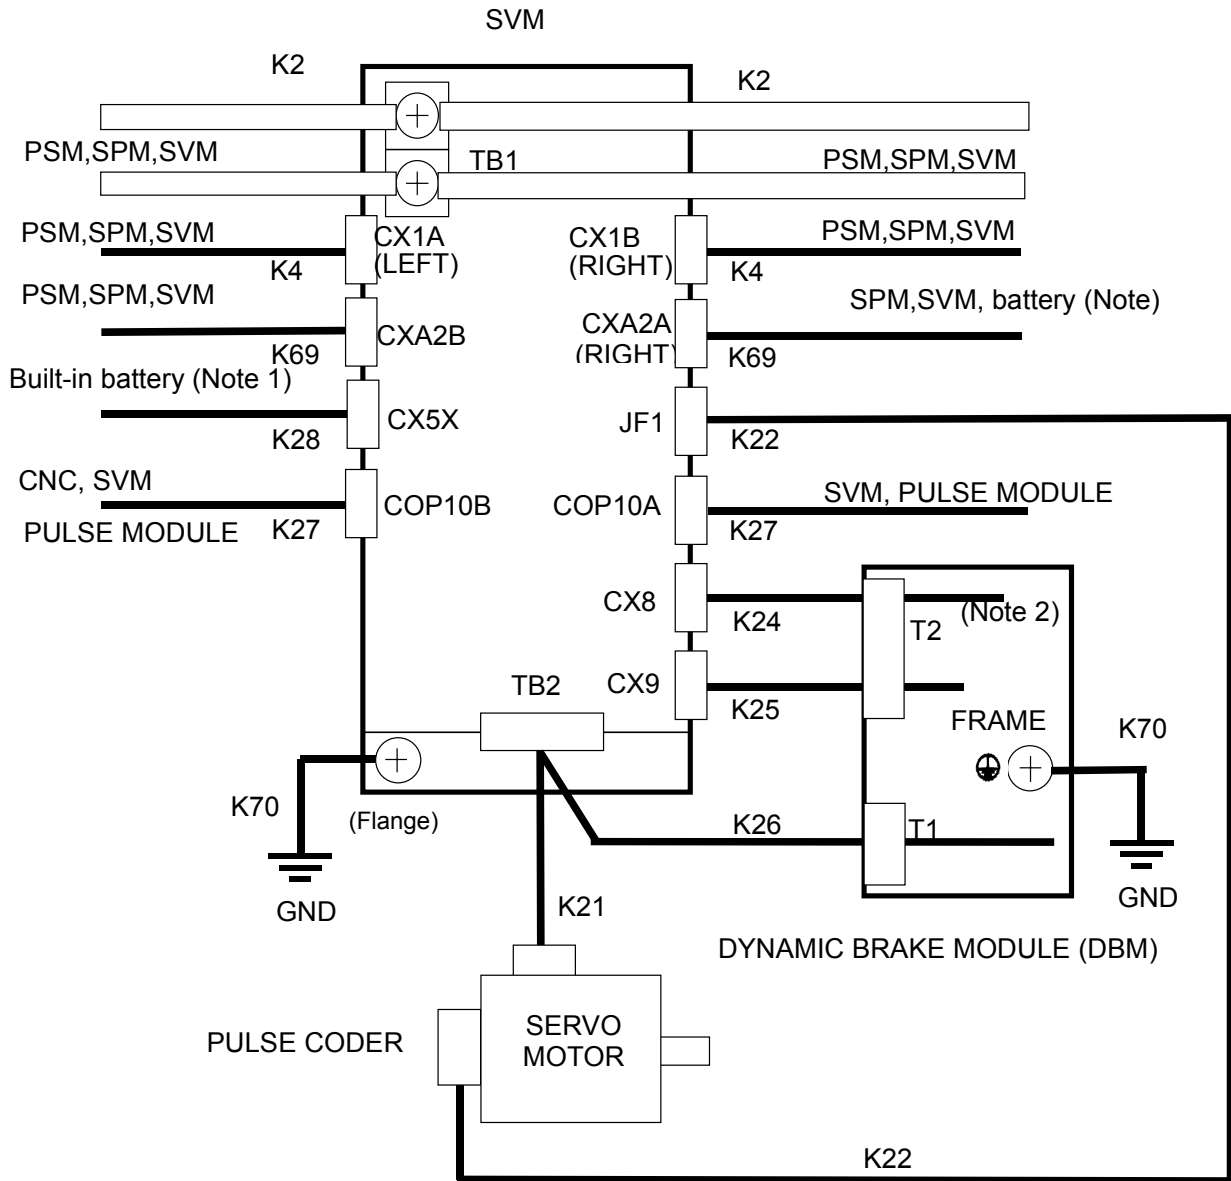 SVM
K2
K2
PSM,SPM,SVM
TB1
PSM,SPM,SVM
PSM,SPM,SVM
CX1A
(LEFT)
K4
CX1B
(RIGHT)
PSM,SPM,SVM
K4
PSM,SPM,SVM
CXA2B
K69
CXA2A
(RIGHT)
SPM,SVM, battery (Note)
K69
Built-in battery (Note 1)
K28
CX5X
JF1
K22
CNC, SVM
PULSE MODULE
K27
COP10B
COP10A
SVM, PULSE MODULE
K27
CX8
K24
T2
(Note 2)
TB2
CX9
K25
FRAME
K70
K70
(Flange)
K26
T1
GND
GND
K21
DYNAMIC BRAKE MODULE (DBM)
PULSE CODER
SERVO
MOTOR
K22